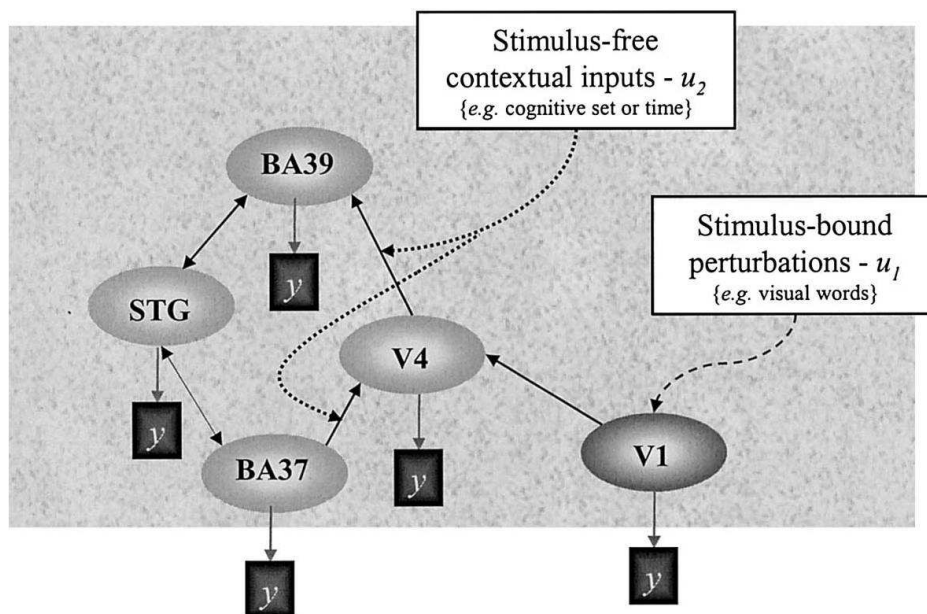 Stimulus-free
contextual inputs - u2
{e.g. cognitive set or time}
BA39
Stimulus-bound
perturbations - u1
{e.g. visual words}
y
STG
V4
y
BA37
V1
y
y
y